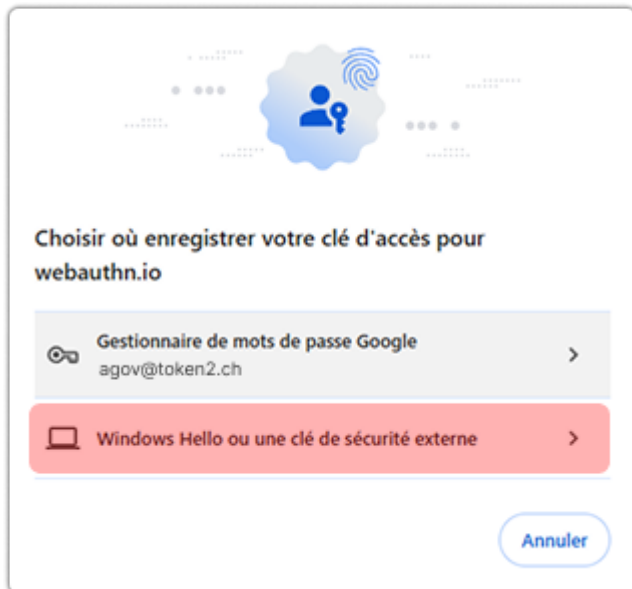 Choisir où enregistrer votre clé d'accès pour
webauthn.io
Gestionnaire de mots de passe Google
agov@token2.ch
Windows Hello ou une clé de sécurité externe
Annuler